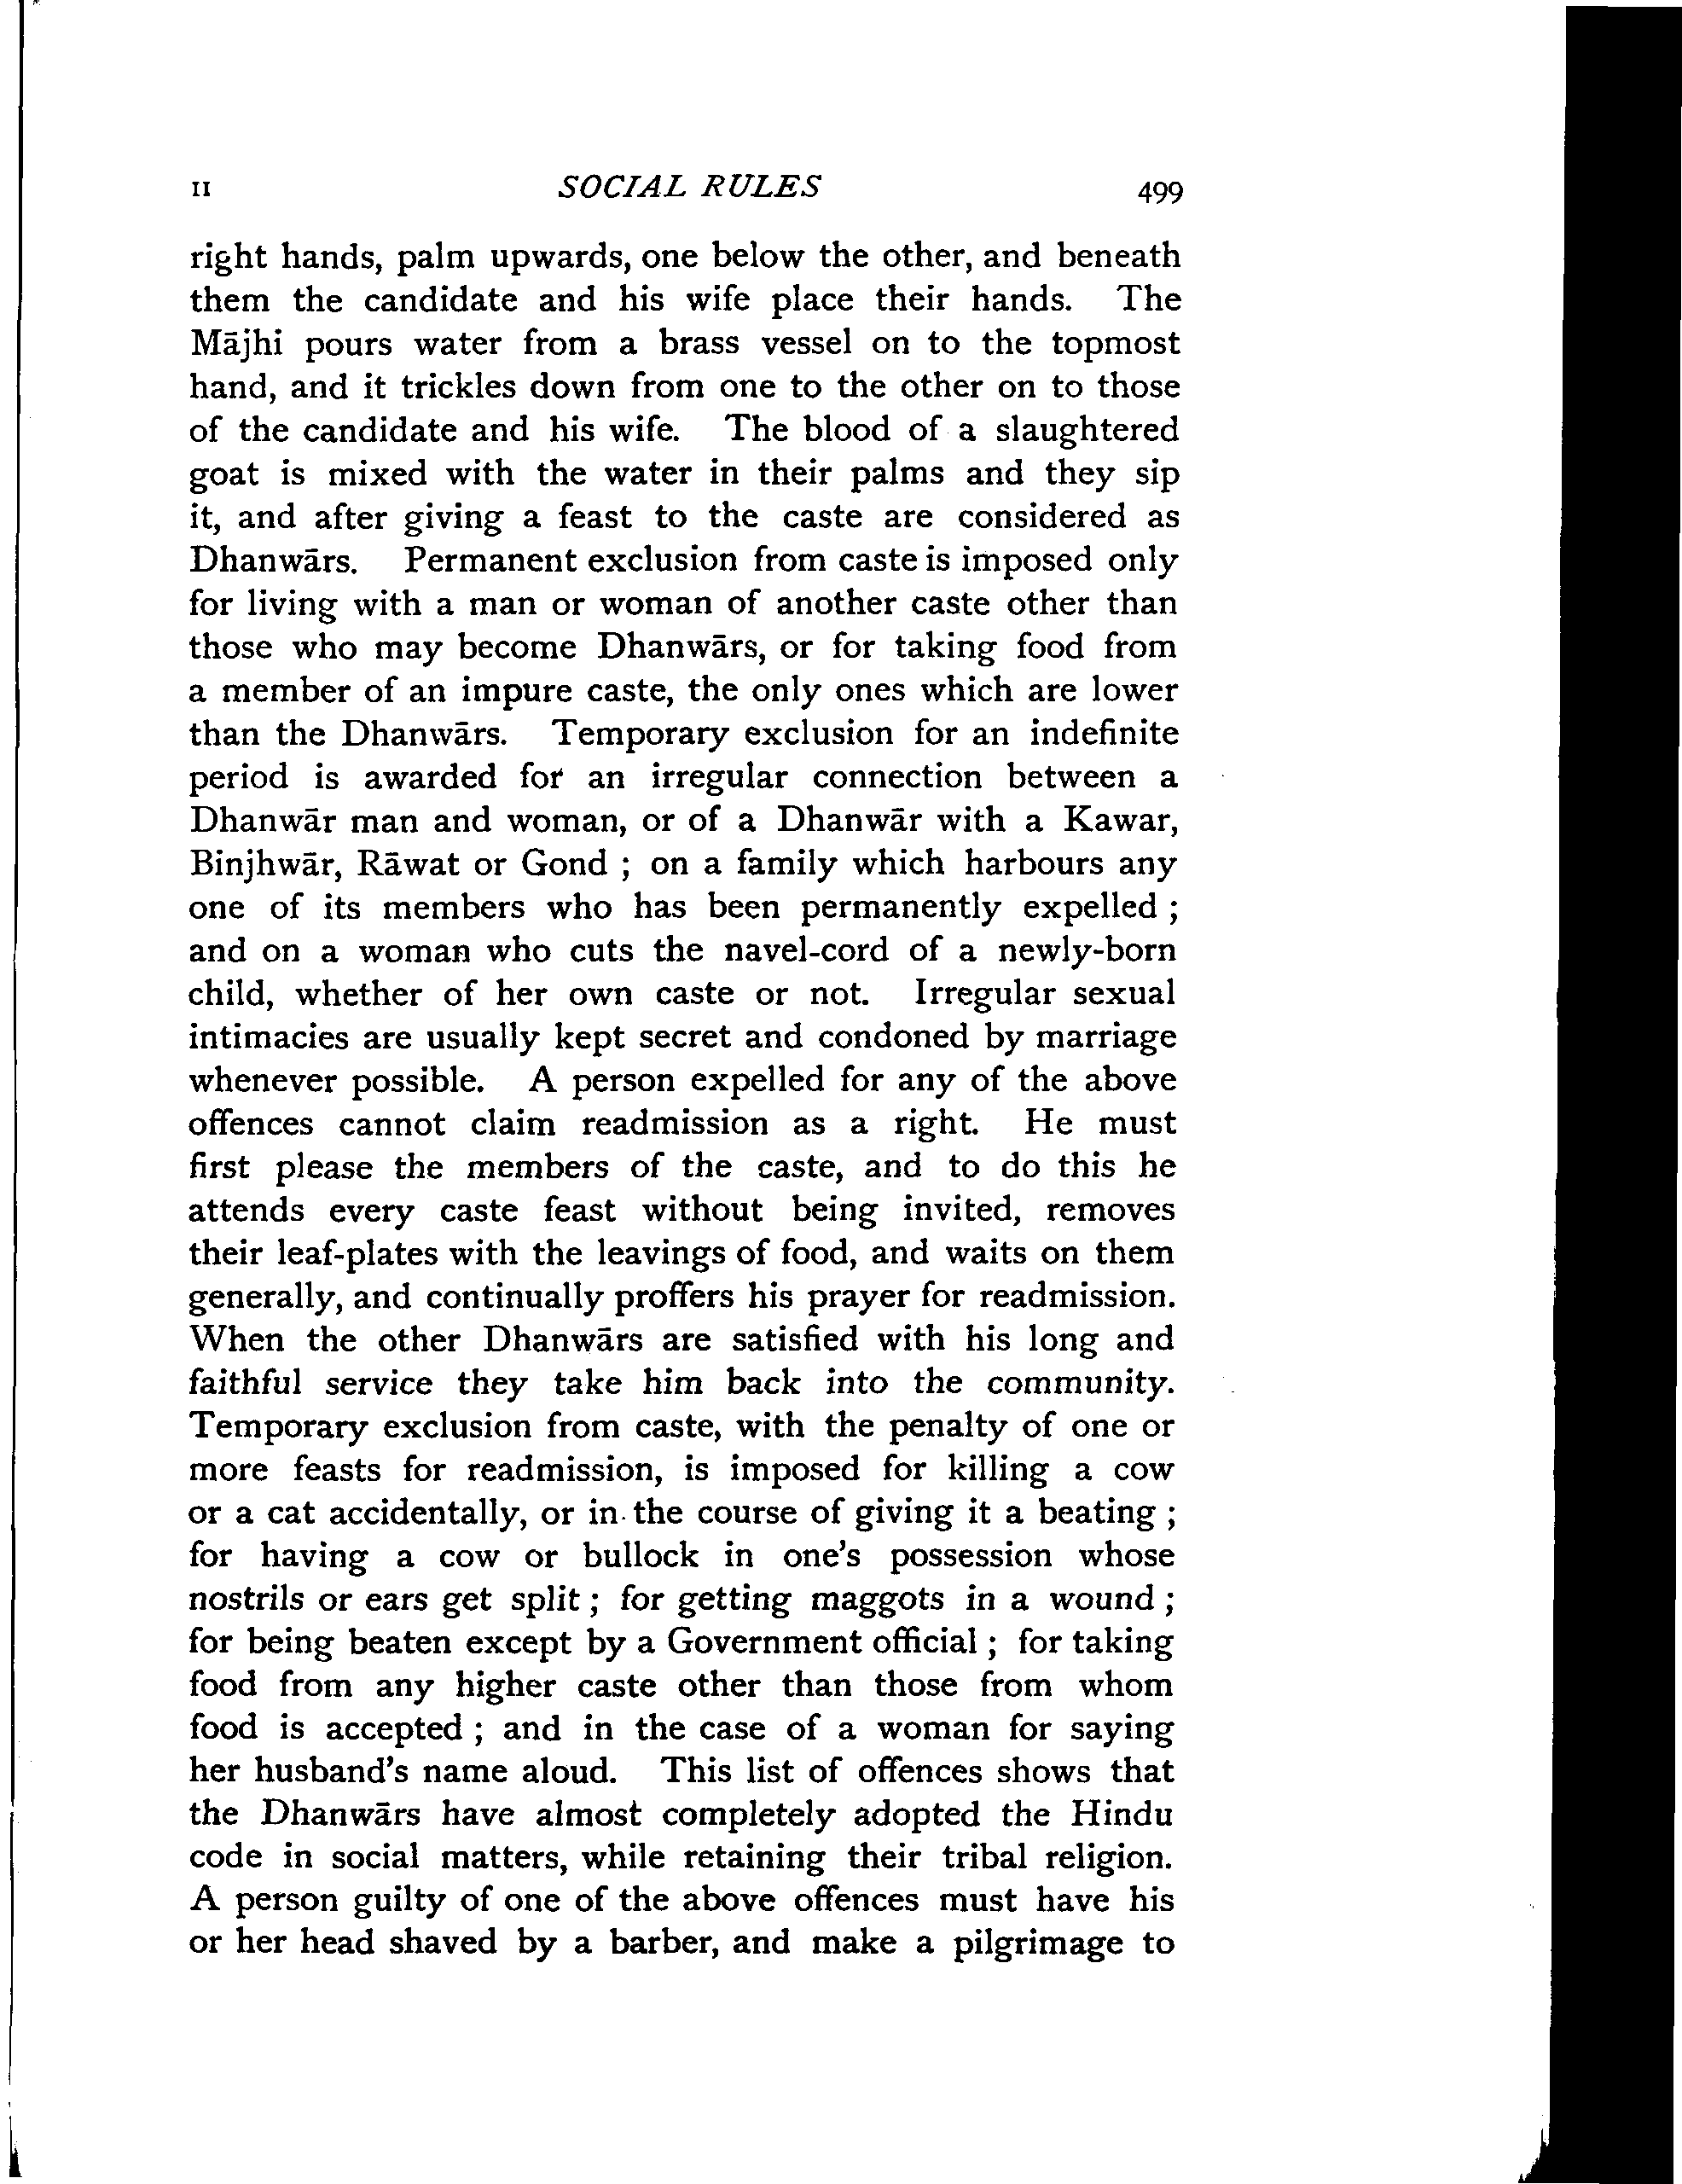 II SOCIAL RULES 499
right hands, palm upwards, one below the other, and beneath
them the candidate and his wife place their hands. The
Mājhi pours water from a brass vessel on to the topmost
hand, and it trickles down from one to the other on to those
of the candidate and his wife. The blood of a slaughtered
goat is mixed with the water in their palms and they sip
it, and after giving a feast to the caste are considered as
Dhanwārs. Permanent exclusion from caste is imposed only
for living with a man or woman of another caste other than
those who may become Dhanwārs, or for taking food from
a member of an impure caste, the only ones which are lower
than the Dhanwārs. Temporary exclusion for an indefinite
period is awarded for an irregular connection between a
Dhanwār man and woman, or of a Dhanwār with a Kawar,
Binjhwār, Rāwat or Gond ; on a family which harbours any
one of its members who has been permanently expelled ;
and on a woman who cuts the navel-cord of a newly-born
child, whether of her own caste or not. Irregular sexual
intimacies are usually kept secret and condoned by marriage
whenever possible. A person expelled for any of the above
offences cannot claim readmission as a right. He must
first please the members of the caste, and to do this he
attends every caste feast without being invited, removes
their leaf-plates with the leavings of food, and waits on them
generally, and continually proffers his prayer for readmission.
When the other Dhanwārs are satisfied with his long and
faithful service they take him back into the community.
Temporary exclusion from caste, with the penalty of one or
more feasts for readmission, is imposed for killing a cow
or a cat accidentally, or in the course of giving it a beating ;
for having a cow or bullock in one's possession whose
nostrils or ears get split ; for getting maggots in a wound ;
for being beaten except by a Government official ; for taking
food from any higher caste other than those from whom
food is accepted ; and in the case of a woman for saying
her husband's name aloud. This list of offences shows that
the Dhanwārs have almost completely adopted the Hindu
code in social matters, while retaining their tribal religion.
A person guilty of one of the above offences must have his
or her head shaved by a barber, and make a pilgrimage to